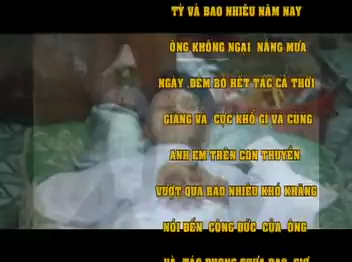 TỶ VÀ BAO NHIÊU NĂM NAY
ÔNG KHÔNG NGẠI NẮNG MƯA
NGÀY ĐÊM BỎ HẾT TẤC CẢ THỜI
GIANG VÀ CỰC KHỔ GÌ VÀ CÙNG
ANH EM TRÊN CON THUYỀN
VƯỢT QUA BAO NHIÊU KHÓ KHĂNG
NÓI ĐẾN CÔNG ĐỨC CỦA ÔNG